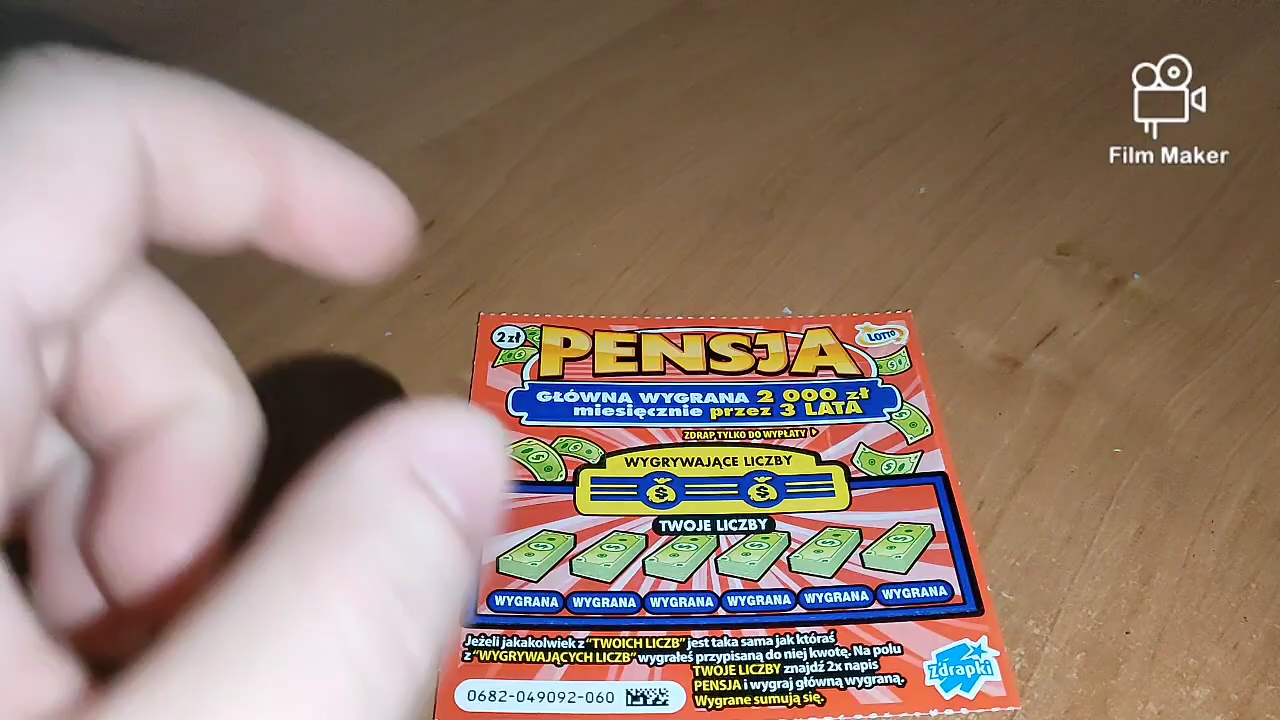 Film Maker
2 zł
PENSJA
LOTTO
GŁÓWNA WYGRANA 2 000 zł
miesięcznie przez 3 LATA
ZDRAP TYLKO DO WYPŁATY
WYGRYWAJĄCE LICZBY
TWOJE LICZBY
WYGRANA WYGRANA WYGRANA WYGRANA WYGRANA WYGRANA
Jeżeli jakakolwiek z "TWOICH LICZB" jest taka sama jak któraś
z "WYGRYWAJĄCYCH LICZB" wygrałeś przypisaną do niej kwotę. Na polu
TWOJE LICZBY znajdź 2x napis
PENSJA i wygraj główną wygraną.
Wygrane sumują się.
0682-049092-060
Zdrapki